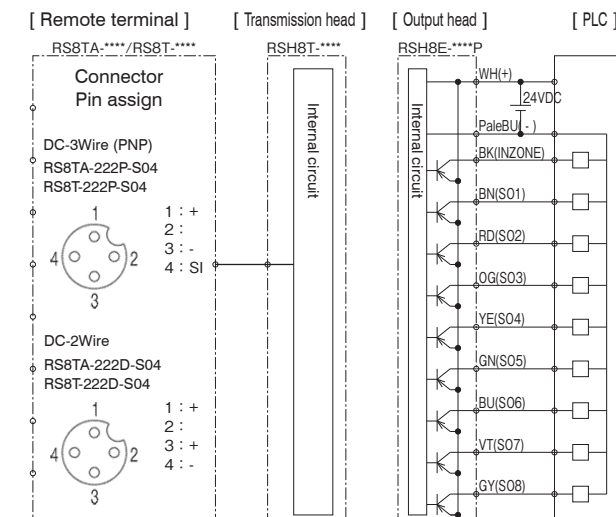 [ Remote terminal ]
[ Transmission head ]
[ Output head ]
[ PLC ]
RS8TA-****/RS8T-****
RSH8T-****
RSH8E-****P
Connector
Pin assign
DC-3Wire (PNP)
RS8TA-222P-S04
RS8T-222P-S04
1
4
2
3
1 : +
2 :
3 : -
4 : SI
DC-2Wire
RS8TA-222D-S04
RS8T-222D-S04
1
4
2
3
1 : +
2 :
3 : +
4 : -
Internal circuit
Internal circuit
WH(+)
24VDC
PaleBU( - )
BK(INZONE)
BN(SO1)
RD(SO2)
OG(SO3)
YE(SO4)
GN(SO5)
BU(SO6)
VT(SO7)
GY(SO8)